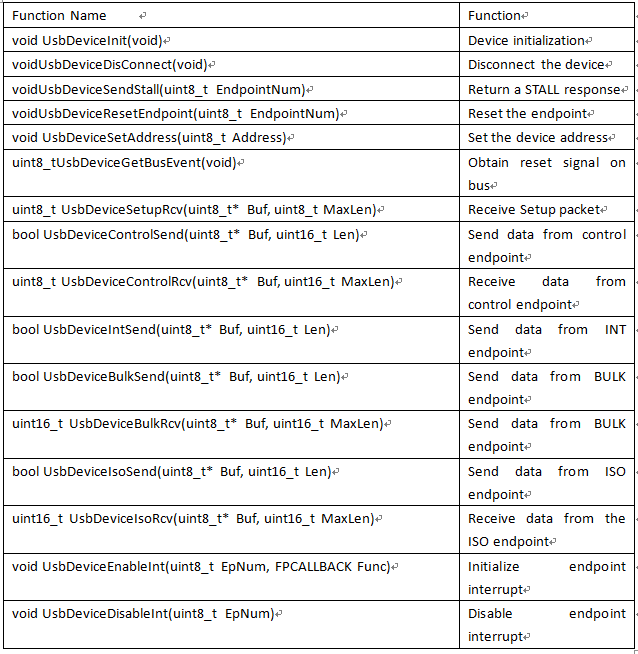 Function Name Function
void UsbDeviceInit(void) Device initialization
voidUsbDeviceDisConnect(void) Disconnect the device
voidUsbDeviceSendStall(uint8_t EndpointNum) Return a STALL response
voidUsbDeviceResetEndpoint(uint8_t EndpointNum) Reset the endpoint
void UsbDeviceSetAddress(uint8_t Address) Set the device address
uint8_tUsbDeviceGetBusEvent(void) Obtain reset signal on
bus
uint8_t UsbDeviceSetupRcv(uint8_t* Buf, uint8_t MaxLen) Receive Setup packet
bool UsbDeviceControlSend(uint8_t* Buf, uint16_t Len) Send data from control
endpoint
uint8_t UsbDeviceControlRcv(uint8_t* Buf, uint16_t MaxLen) Receive data from
control endpoint
bool UsbDeviceIntSend(uint8_t* Buf, uint16_t Len) Send data from INT
endpoint
bool UsbDeviceBulkSend(uint8_t* Buf, uint16_t Len) Send data from BULK
endpoint
uint16_t UsbDeviceBulkRcv(uint8_t* Buf, uint16_t MaxLen) Send data from BULK
endpoint
bool UsbDeviceIsoSend(uint8_t* Buf, uint16_t Len) Send data from ISO
endpoint
uint16_t UsbDeviceIsoRcv(uint8_t* Buf, uint16_t MaxLen) Receive data from the
ISO endpoint
void UsbDeviceEnableInt(uint8_t EpNum, FPCALLBACK Func) Initialize endpoint
interrupt
void UsbDeviceDisableInt(uint8_t EpNum) Disable endpoint
interrupt